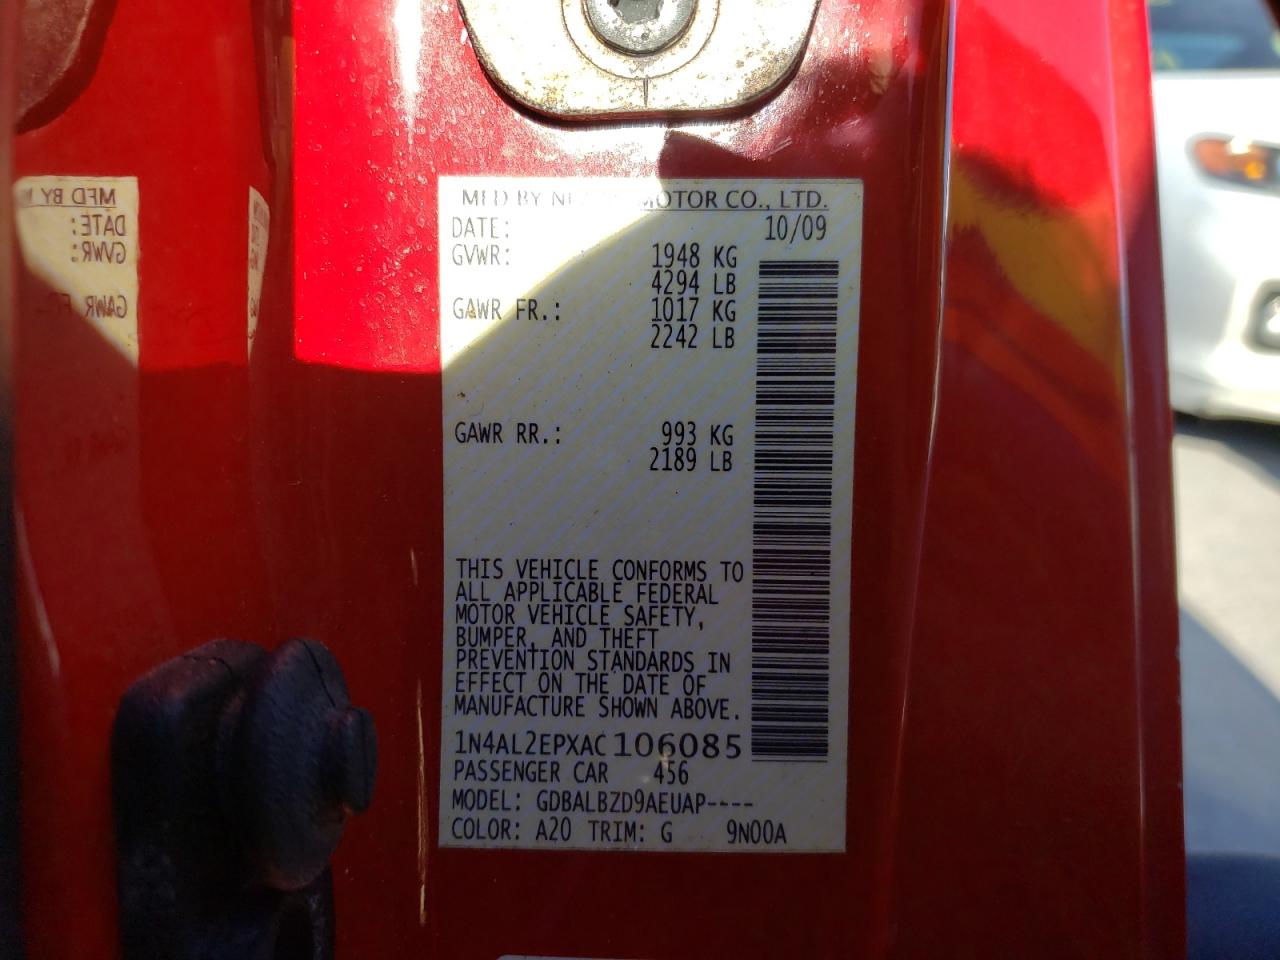 MFD BY NISSAN MOTOR CO., LTD.
DATE: 10/09
GVWR: 1948 KG
4294 LB
GAWR FR.: 1017 KG
2242 LB
GAWR RR.: 993 KG
2189 LB
THIS VEHICLE CONFORMS TO
ALL APPLICABLE FEDERAL
MOTOR VEHICLE SAFETY,
BUMPER, AND THEFT
PREVENTION STANDARDS IN
EFFECT ON THE DATE OF
MANUFACTURE SHOWN ABOVE.
1N4AL2EPXAC106085
PASSENGER CAR 456
MODEL: GDBALBZD9AEUAP----
COLOR: A20 TRIM: G 9N00A
MFD BY
DATE:
GVWR:
GAWR